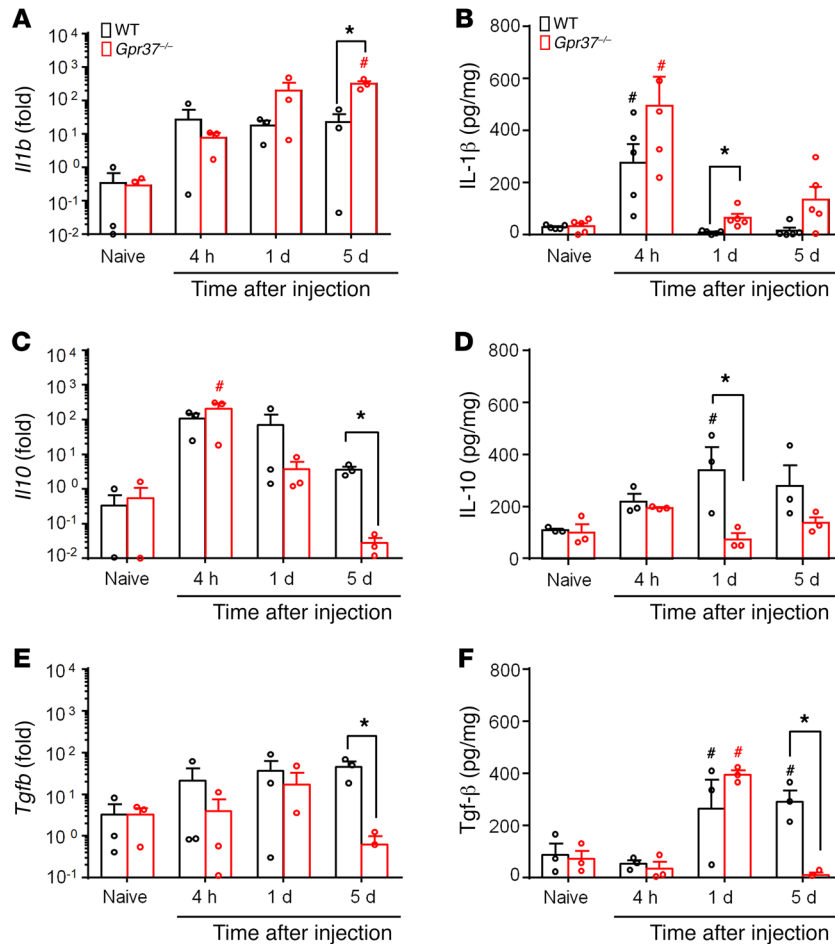 A
WT
Gpr37–/–
*
#
Il1b (fold)
10⁴
10³
10²
10¹
10⁰
10⁻¹
10⁻²
Naive
4 h
1 d
5 d
Time after injection
B
#
#
*
IL-1β (pg/mg)
800
600
400
200
0
Naive
4 h
1 d
5 d
Time after injection
C
#
*
Il10 (fold)
10⁴
10³
10²
10¹
10⁰
10⁻¹
10⁻²
Naive
4 h
1 d
5 d
Time after injection
D
#
*
IL-10 (pg/mg)
800
600
400
200
0
Naive
4 h
1 d
5 d
Time after injection
E
*
Tgfb (fold)
10⁴
10³
10²
10¹
10⁰
10⁻¹
Naive
4 h
1 d
5 d
Time after injection
F
#
#
#
*
Tgf-β (pg/mg)
800
600
400
200
0
Naive
4 h
1 d
5 d
Time after injection